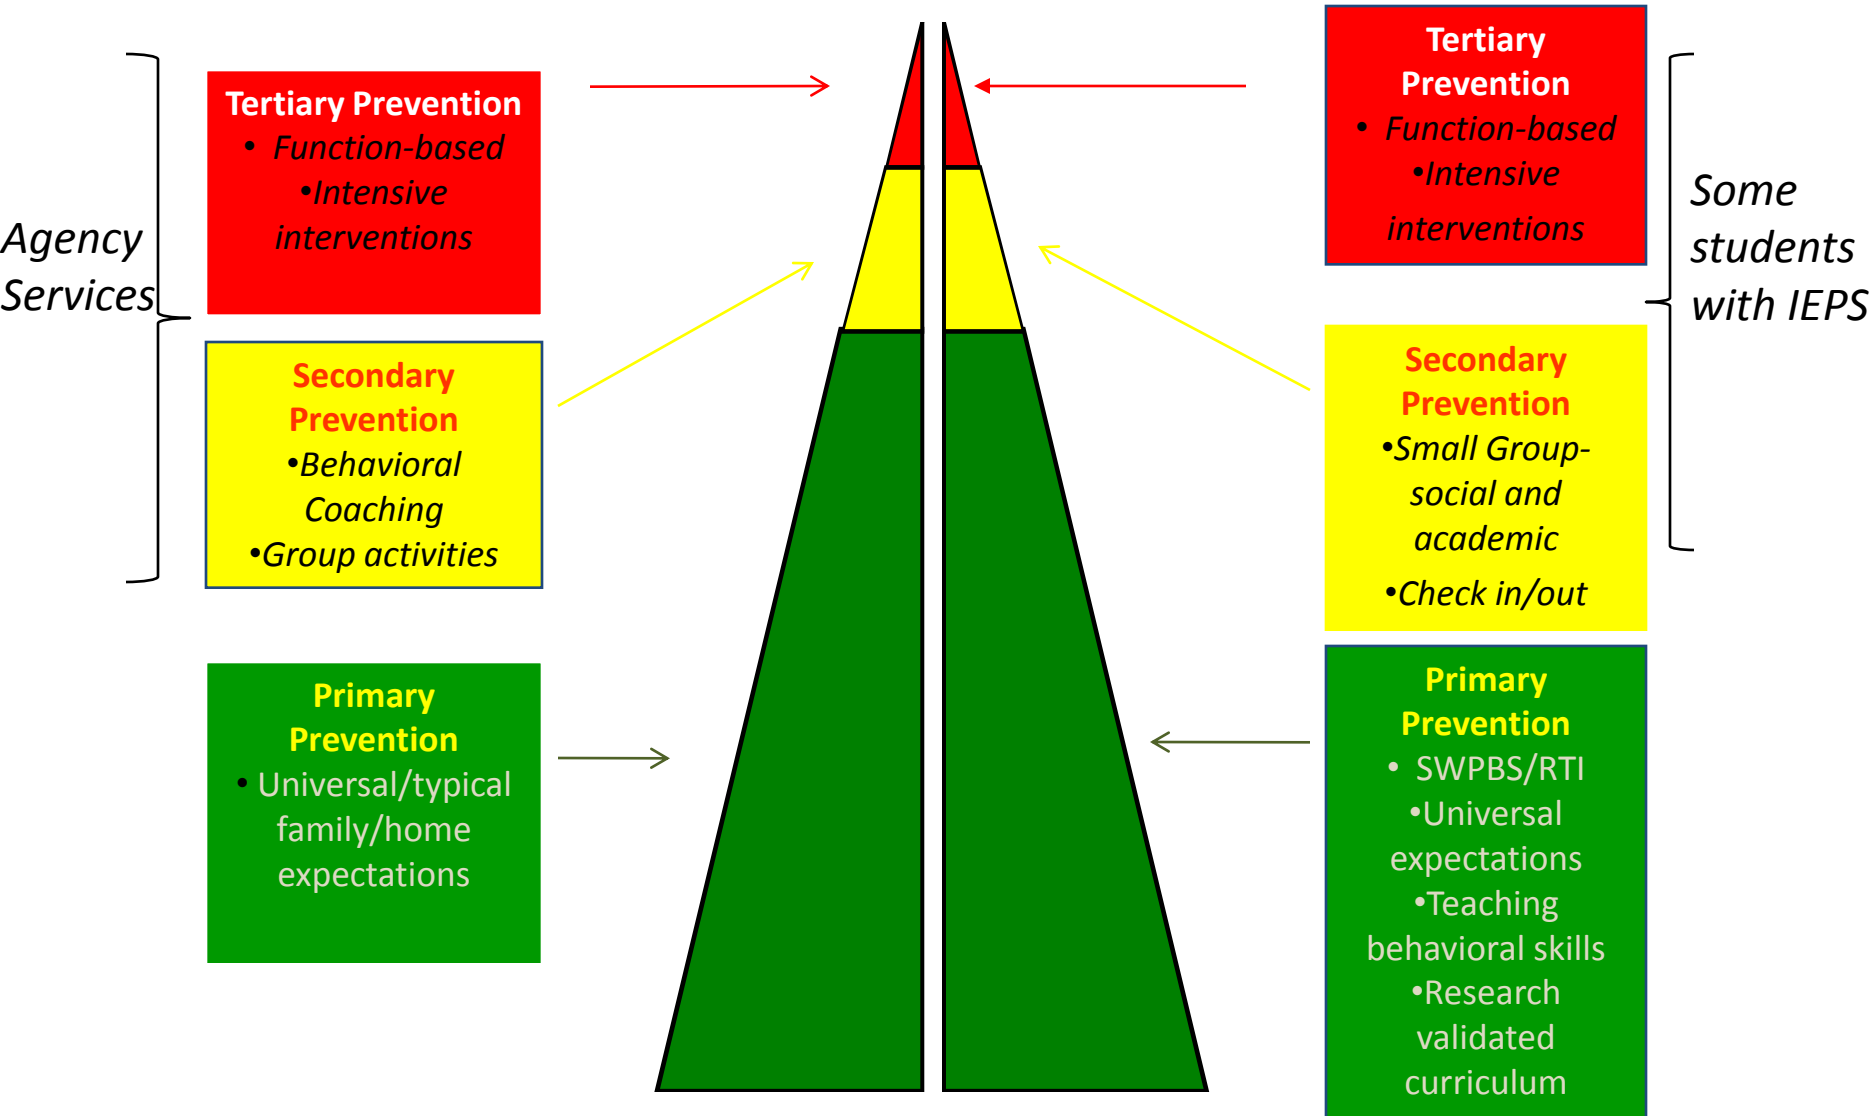 Agency
Services
Tertiary Prevention
• Function-based
•Intensive
interventions
Secondary
Prevention
•Behavioral
Coaching
•Group activities
Primary
Prevention
• Universal/typical
family/home
expectations
Tertiary
Prevention
• Function-based
•Intensive
interventions
Secondary
Prevention
•Small Group-
social and
academic
•Check in/out
Primary
Prevention
• SWPBS/RTI
•Universal
expectations
•Teaching
behavioral skills
•Research
validated
curriculum
Some
students
with IEPS